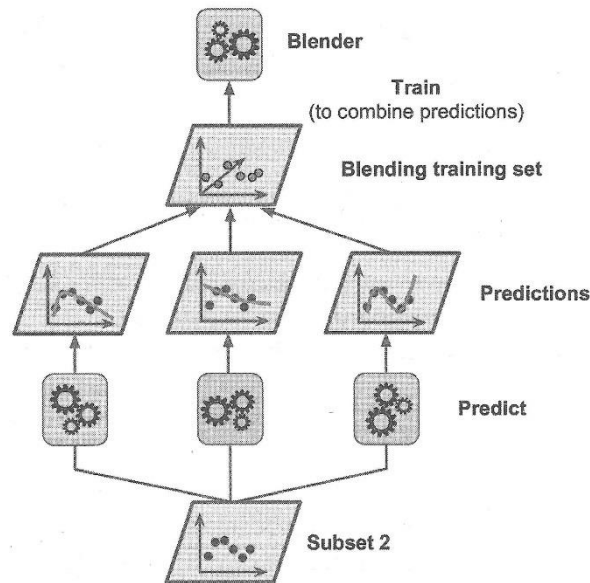 Blender
Train
(to combine predictions)
Blending training set
Predictions
Predict
Subset 2